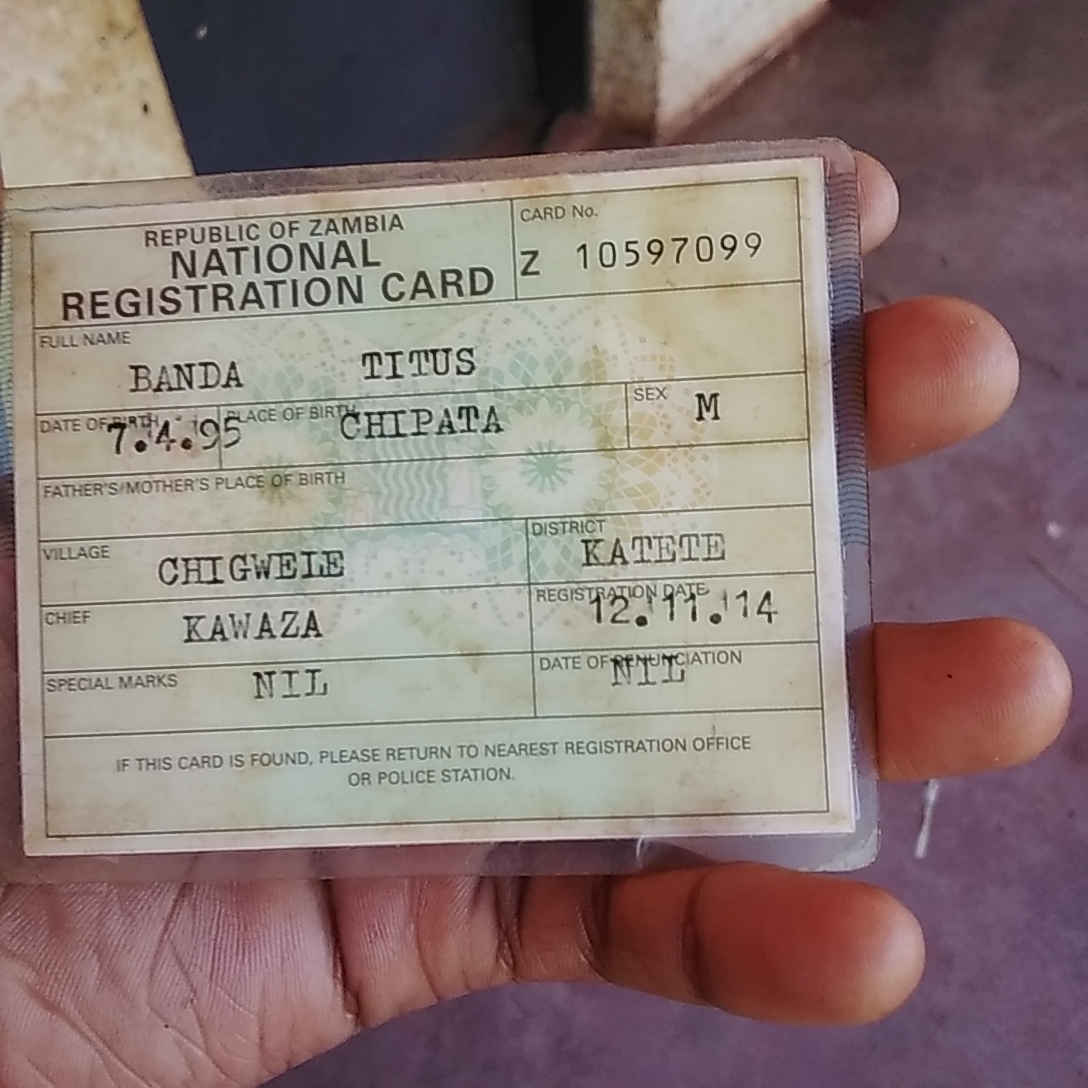 REPUBLIC OF ZAMBIA
NATIONAL
REGISTRATION CARD
CARD No.
Z 10597099
FULL NAME
BANDA TITUS
DATE OF BIRTH 7.4.95
PLACE OF BIRTH CHIPATA
SEX M
FATHER'S/MOTHER'S PLACE OF BIRTH
VILLAGE CHIGWELE
DISTRICT KATETE
CHIEF KAWAZA
REGISTRATION DATE 12.11.14
SPECIAL MARKS NIL
DATE OF RENUNCIATION NIL
IF THIS CARD IS FOUND, PLEASE RETURN TO NEAREST REGISTRATION OFFICE
OR POLICE STATION.